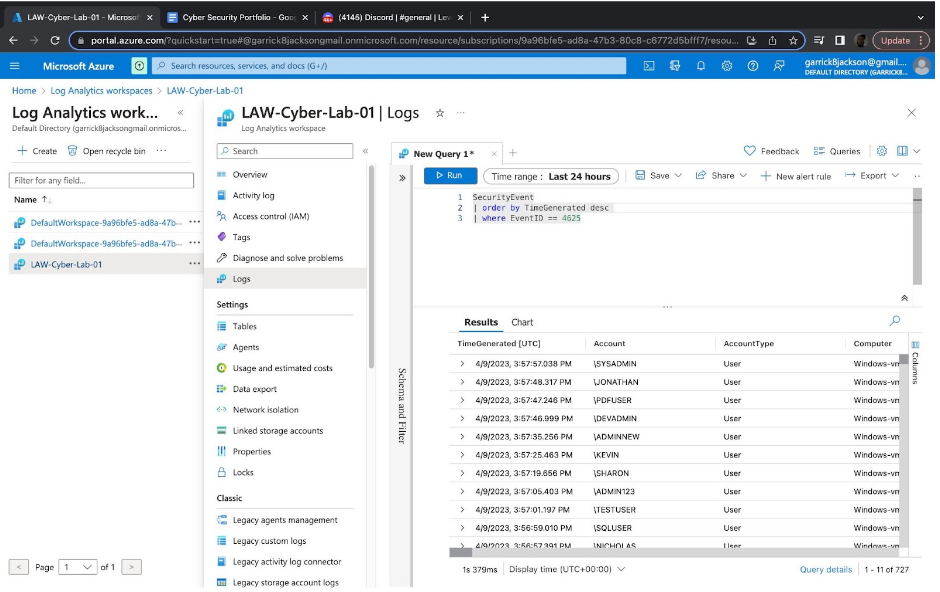 LAW-Cyber-Lab-01 - Microsof
Cyber Security Portfolio - Goo
(4145) Discord | #general | Lev
portal.azure.com/?quickstart=true#@garrick8jacksongmail.onmicrosoft.com/resource/subscriptions/9a96bfe5-ad8a-47b3-80c8-c6772d5bfff7/resou...
Update
Microsoft Azure
Search resources, services, and docs (G+/)
garrick8jackson@gmail....
DEFAULT DIRECTORY (GARRICK8...
Home > Log Analytics workspaces > LAW-Cyber-Lab-01
Log Analytics work...
Default Directory (garrick8jacksongmail.onmicros...
Create
Open recycle bin
Filter for any field...
Name
DefaultWorkspace-9a96bfe5-ad8a-47b...
DefaultWorkspace-9a96bfe5-ad8a-47b...
LAW-Cyber-Lab-01
Page 1 of 1
LAW-Cyber-Lab-01 | Logs
Log Analytics workspace
Search
Overview
Activity log
Access control (IAM)
Tags
Diagnose and solve problems
Logs
Settings
Tables
Agents
Usage and estimated costs
Data export
Network isolation
Linked storage accounts
Properties
Locks
Classic
Legacy agents management
Legacy custom logs
Legacy activity log connector
Legacy storage account logs
New Query 1*
Feedback
Queries
Run
Time range : Last 24 hours
Save
Share
New alert rule
Export
1 SecurityEvent
2 | order by TimeGenerated desc
3 | where EventID == 4625
Schema and Filter
Results Chart
TimeGenerated [UTC] Account AccountType Computer
4/9/2023, 3:57:57.038 PM \SYSADMIN User Windows-vm
4/9/2023, 3:57:48.317 PM \JONATHAN User Windows-vm
4/9/2023, 3:57:47.246 PM \PDFUSER User Windows-vm
4/9/2023, 3:57:46.999 PM \DEVADMIN User Windows-vm
4/9/2023, 3:57:35.256 PM \ADMINNEW User Windows-vm
4/9/2023, 3:57:25.463 PM \KEVIN User Windows-vm
4/9/2023, 3:57:19.656 PM \SHARON User Windows-vm
4/9/2023, 3:57:05.403 PM \ADMIN123 User Windows-vm
4/9/2023, 3:57:01.197 PM \TESTUSER User Windows-vm
4/9/2023, 3:56:59.010 PM \SQLUSER User Windows-vm
4/9/2023, 3:56:57.391 PM \NICHOLAS User Windows-vm
Columns
1s 379ms
Display time (UTC+00:00)
Query details
1 - 11 of 727